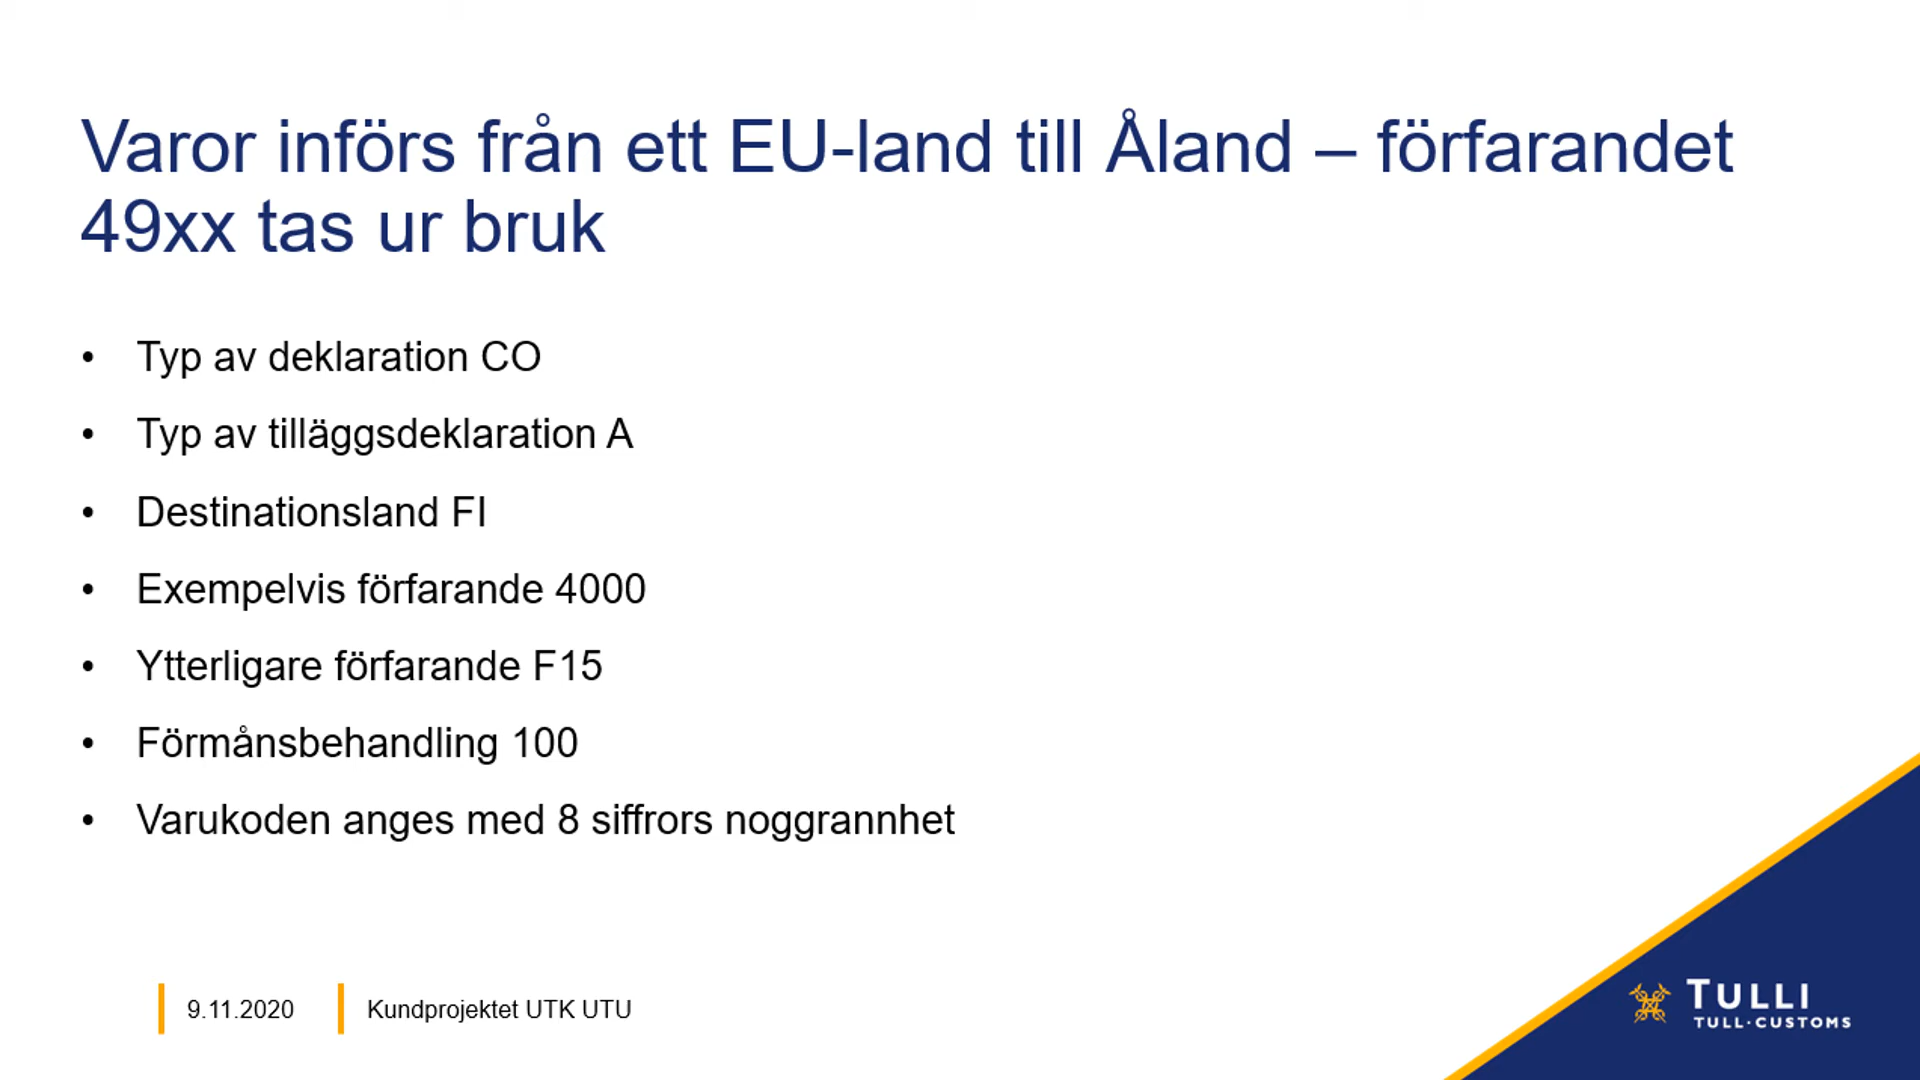 Varor införs från ett EU-land till Åland – förfarandet
49xx tas ur bruk
• Typ av deklaration CO
• Typ av tilläggsdeklaration A
• Destinationsland FI
• Exempelvis förfarande 4000
• Ytterligare förfarande F15
• Förmånsbehandling 100
• Varukoden anges med 8 siffrors noggrannhet
9.11.2020
Kundprojektet UTK UTU
TULLI
TULL·CUSTOMS